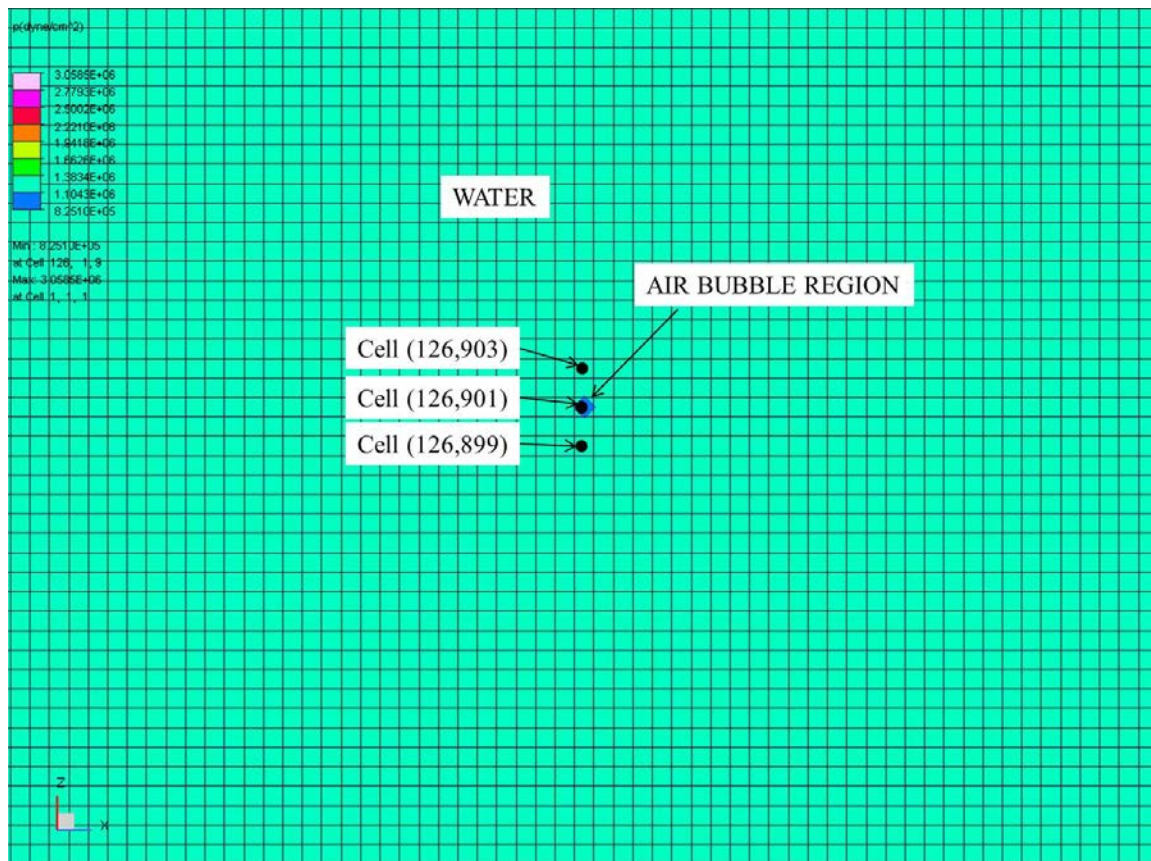 p(dyne/cm^2)
3.0585E+06
2.7793E+06
2.5002E+06
2.2210E+06
1.9418E+06
1.6626E+06
1.3834E+06
1.1043E+06
8.2510E+05
WATER
Min : 8.2510E+05
at Cell 126, 1, 9
Max: 3.0585E+06
at Cell 1, 1, 1
AIR BUBBLE REGION
Cell (126,903)
Cell (126,901)
Cell (126,899)
Z
X